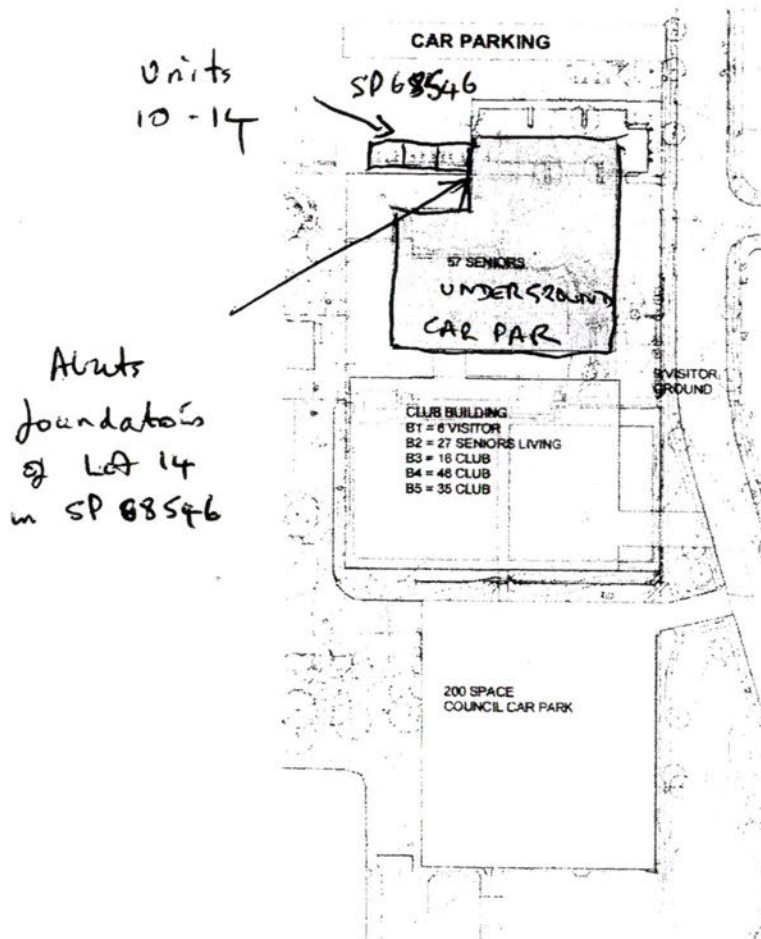 CAR PARKING
Units
10 - 14
SP 68546
57 SENIORS
UNDERGROUND
CAR PAR
Abuts
foundations
of Lot 14
in SP 68546
9 VISITOR
GROUND
CLUB BUILDING
B1 = 6 VISITOR
B2 = 27 SENIORS LIVING
B3 = 16 CLUB
B4 = 48 CLUB
B5 = 35 CLUB
200 SPACE
COUNCIL CAR PARK